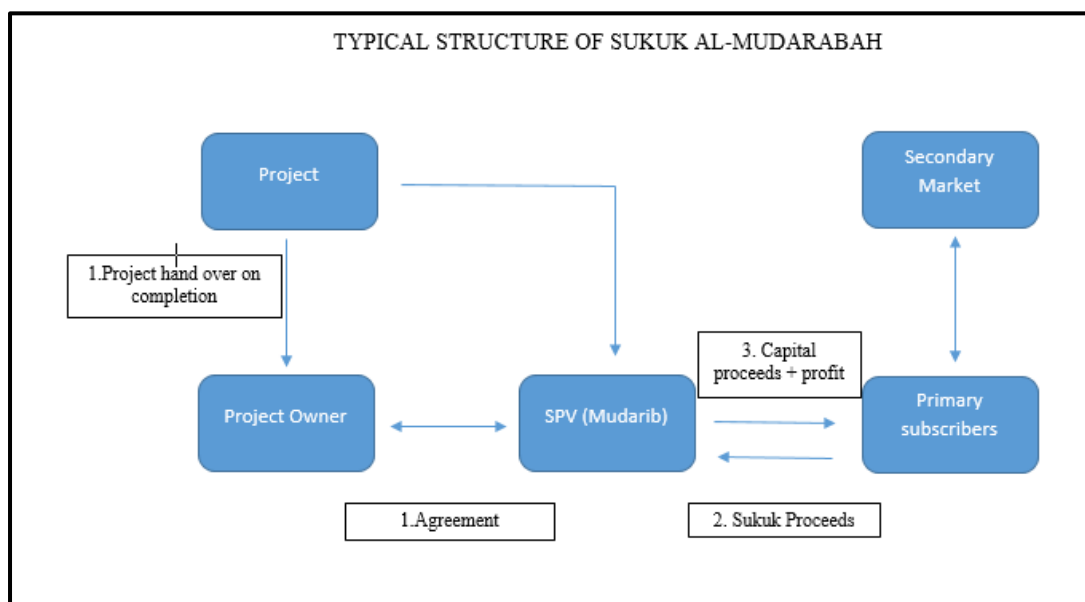 TYPICAL STRUCTURE OF SUKUK AL-MUDARABAH
Project
Secondary
Market
1.Project hand over on
completion
3. Capital
proceeds + profit
Project Owner
SPV (Mudarib)
Primary
subscribers
1.Agreement
2. Sukuk Proceeds